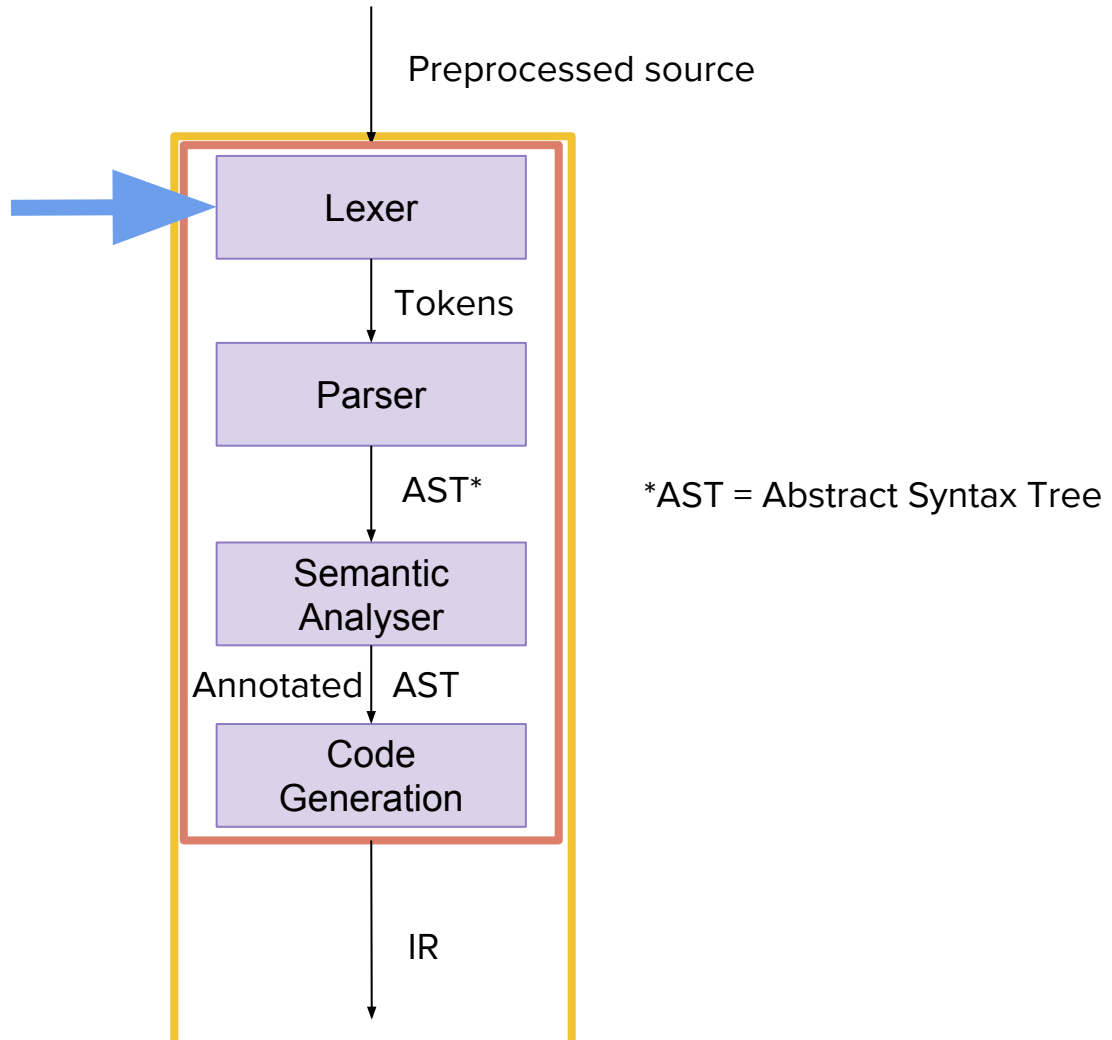 Preprocessed source
Lexer
Tokens
Parser
AST*
*AST = Abstract Syntax Tree
Semantic
Analyser
Annotated AST
Code
Generation
IR